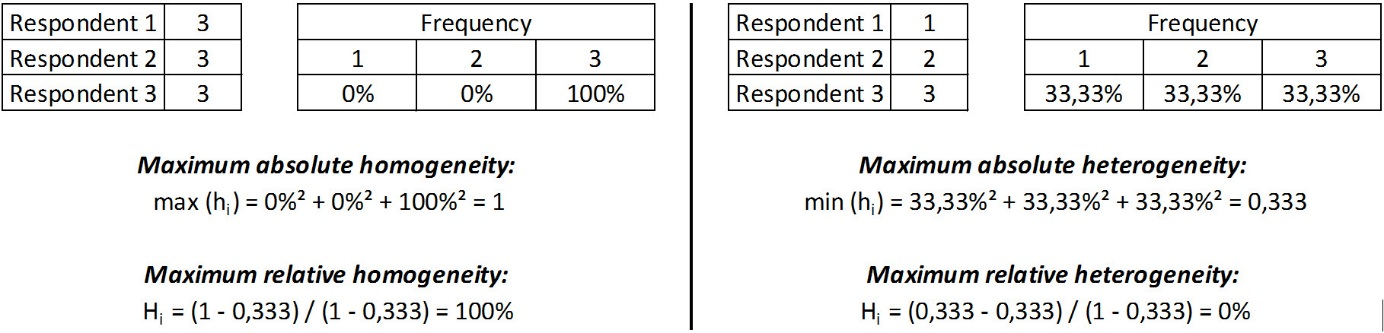 Respondent 1 3
Respondent 2 3
Respondent 3 3
Frequency
1 2 3
0% 0% 100%
Maximum absolute homogeneity:
max (hᵢ) = 0%² + 0%² + 100%² = 1
Maximum relative homogeneity:
Hᵢ = (1 - 0,333) / (1 - 0,333) = 100%
Respondent 1 1
Respondent 2 2
Respondent 3 3
Frequency
1 2 3
33,33% 33,33% 33,33%
Maximum absolute heterogeneity:
min (hᵢ) = 33,33%² + 33,33%² + 33,33%² = 0,333
Maximum relative heterogeneity:
Hᵢ = (0,333 - 0,333) / (1 - 0,333) = 0%